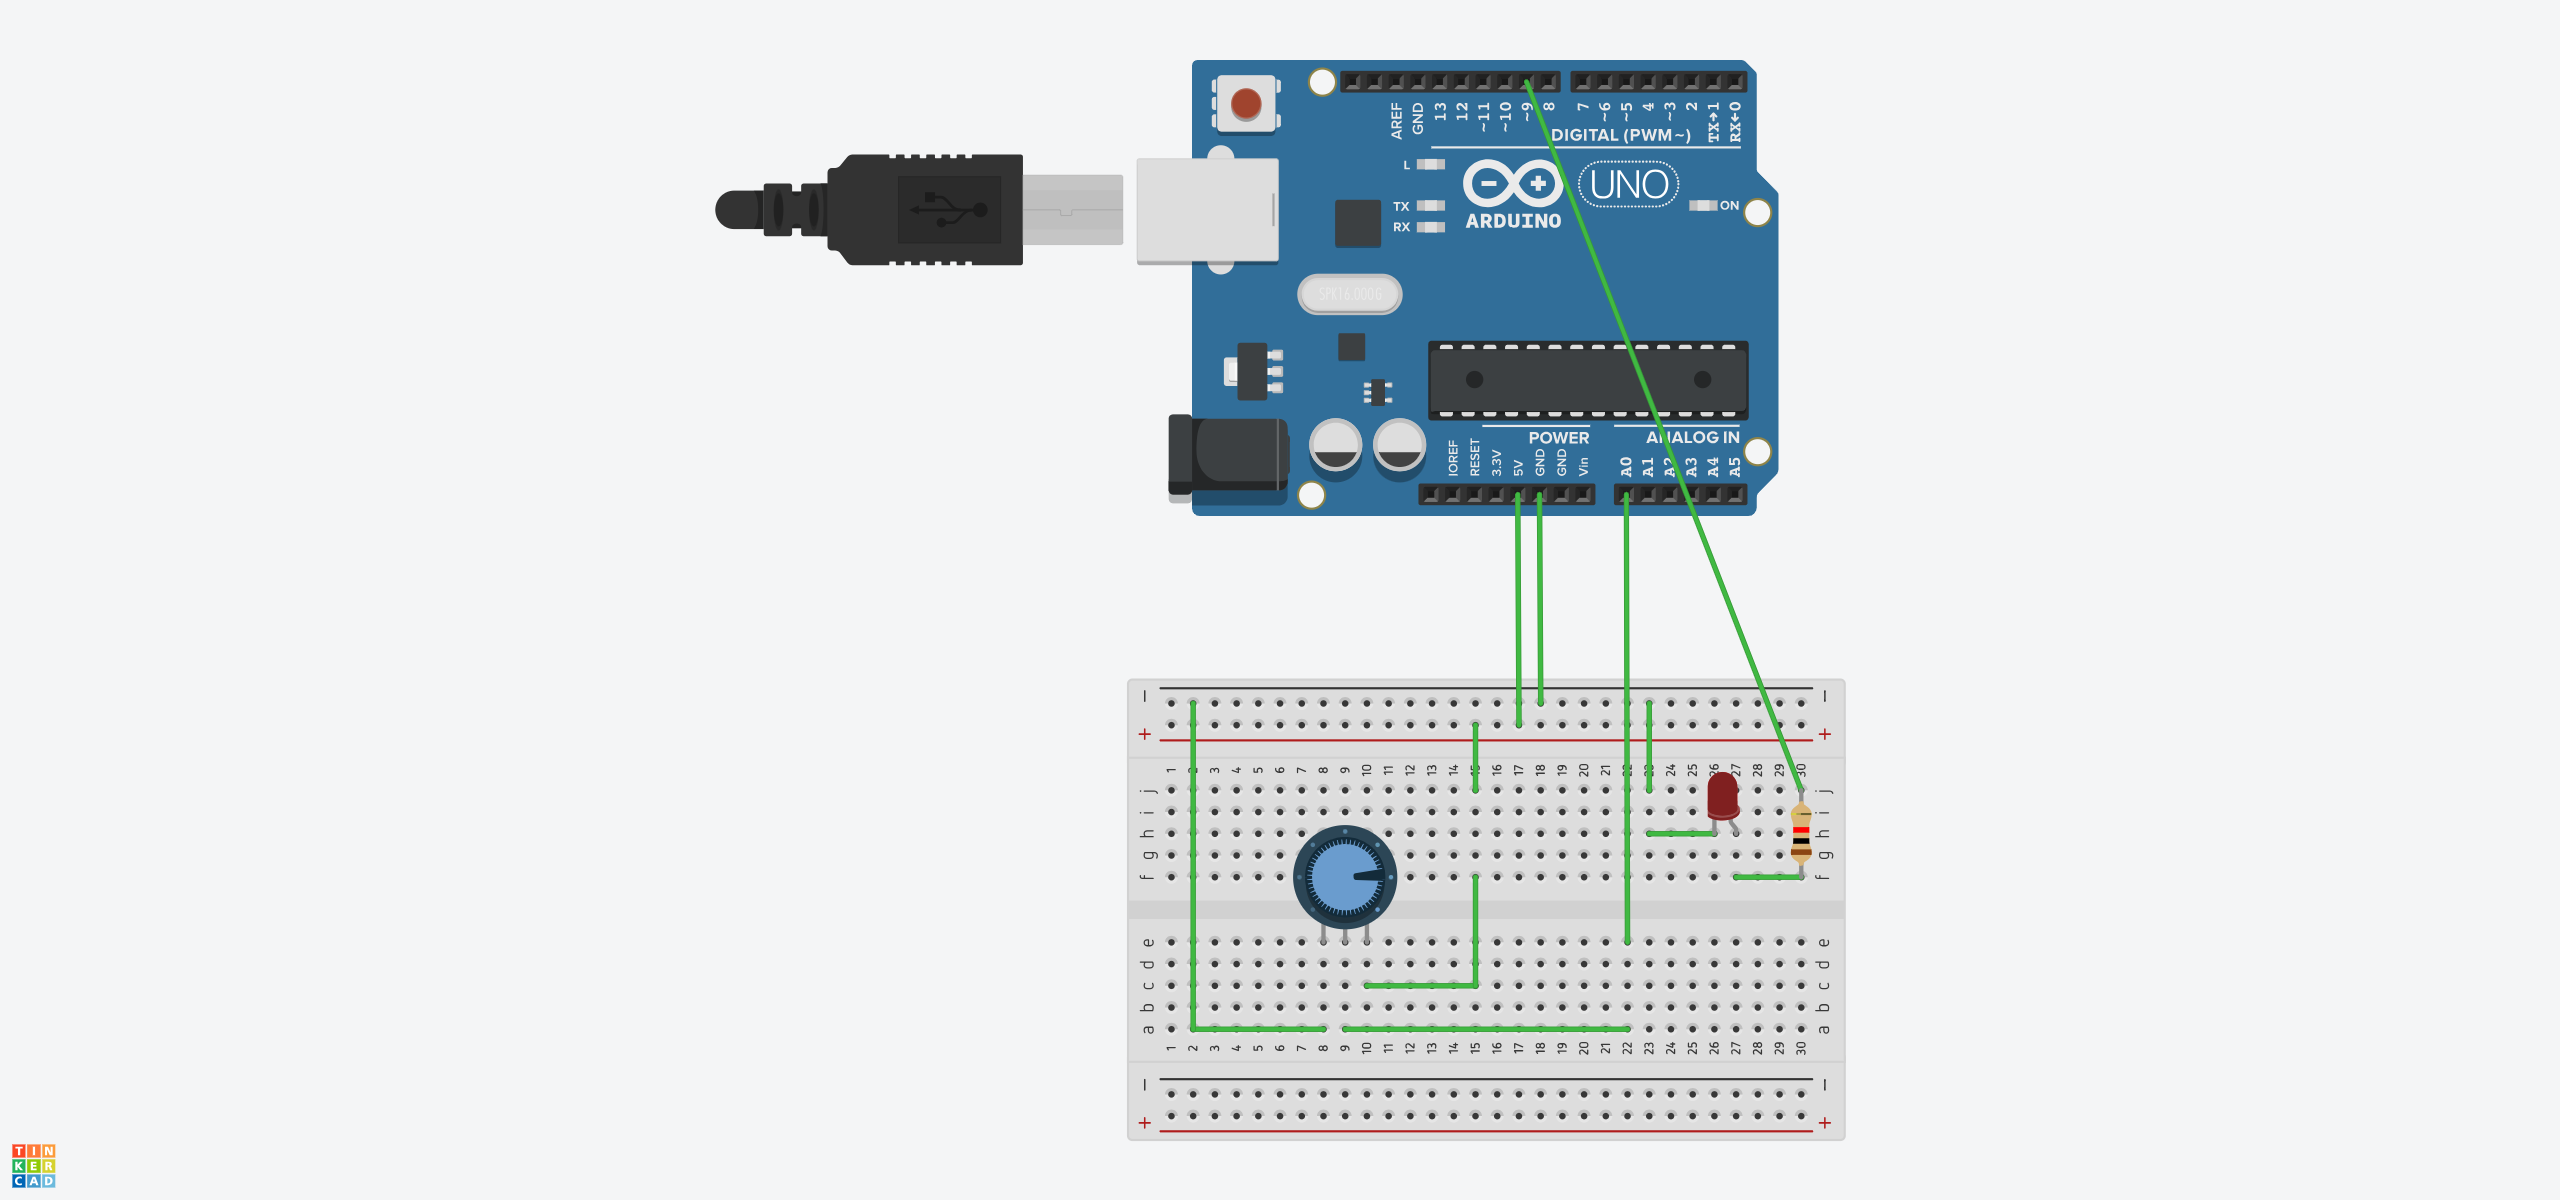 AREF GND 13 12 ~11 ~10 ~9 8 7 ~6 ~5 4 ~3 2 TX→1 RX←0
DIGITAL (PWM~)
L
TX
RX
ARDUINO
UNO
ON
SPK16.000G
POWER
ANALOG IN
IOREF RESET 3.3V 5V GND GND Vin A0 A1 A2 A3 A4 A5
− −
+ +
1 3 4 5 6 7 8 9 10 11 12 13 14 15 16 17 18 19 20 21 22 23 24 25 26 27 28 29 30
j j
i i
h h
g g
f f
e e
d d
c c
b b
a a
1 2 3 4 5 6 7 8 9 10 11 12 13 14 15 16 17 18 19 20 21 22 23 24 25 26 27 28 29 30
− −
+ +
TIN
KER
CAD